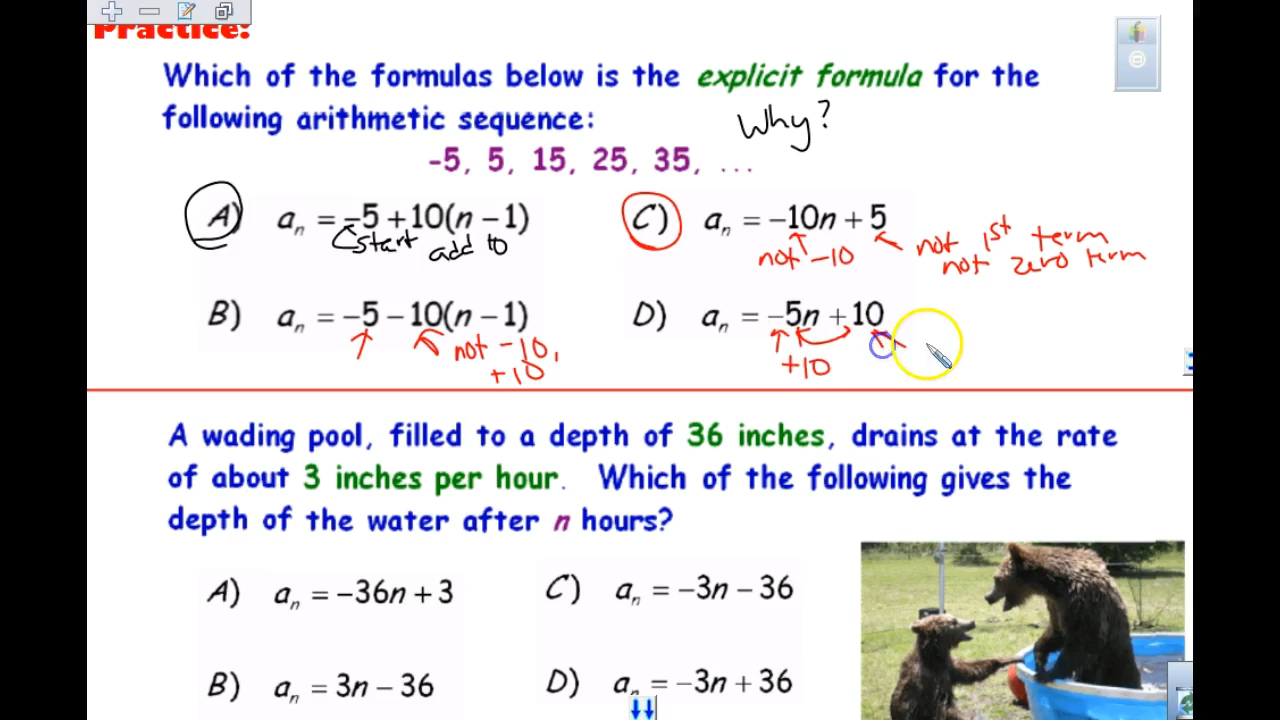 Practice:
Which of the formulas below is the explicit formula for the
following arithmetic sequence:
Why?
-5, 5, 15, 25, 35, ...
A) aₙ = -5 + 10(n - 1)
start add 10
C) aₙ = -10n + 5
not -10
not 1st term
not zero term
B) aₙ = -5 - 10(n - 1)
not -10,
+10
D) aₙ = -5n + 10
+10
A wading pool, filled to a depth of 36 inches, drains at the rate
of about 3 inches per hour. Which of the following gives the
depth of the water after n hours?
A) aₙ = -36n + 3
C) aₙ = -3n - 36
B) aₙ = 3n - 36
D) aₙ = -3n + 36